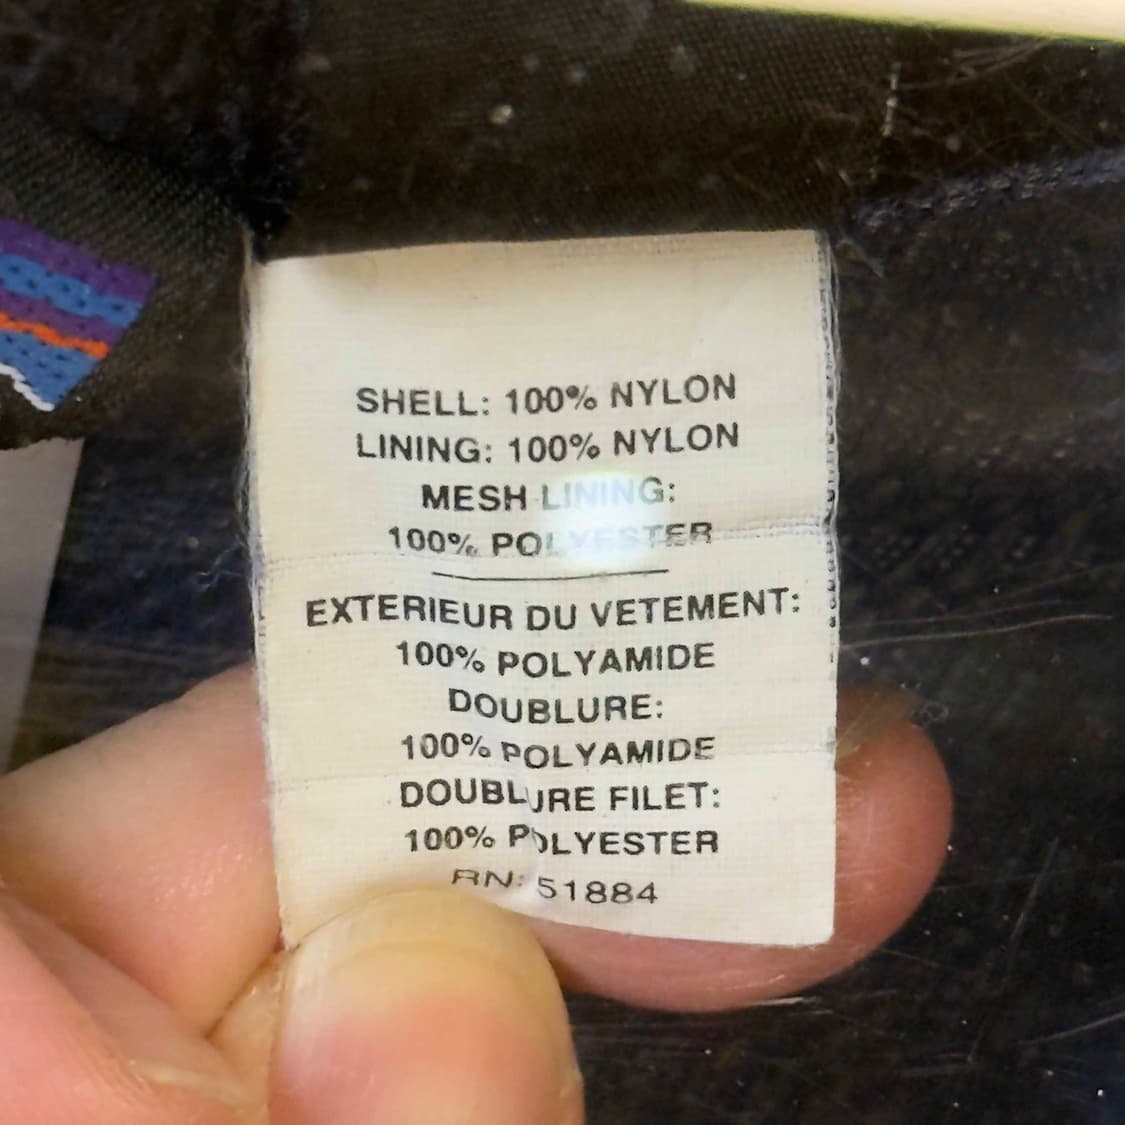 SHELL: 100% NYLON
LINING: 100% NYLON
MESH LINING:
100% POLYESTER
EXTERIEUR DU VETEMENT:
100% POLYAMIDE
DOUBLURE:
100% POLYAMIDE
DOUBLURE FILET:
100% POLYESTER
RN: 51884